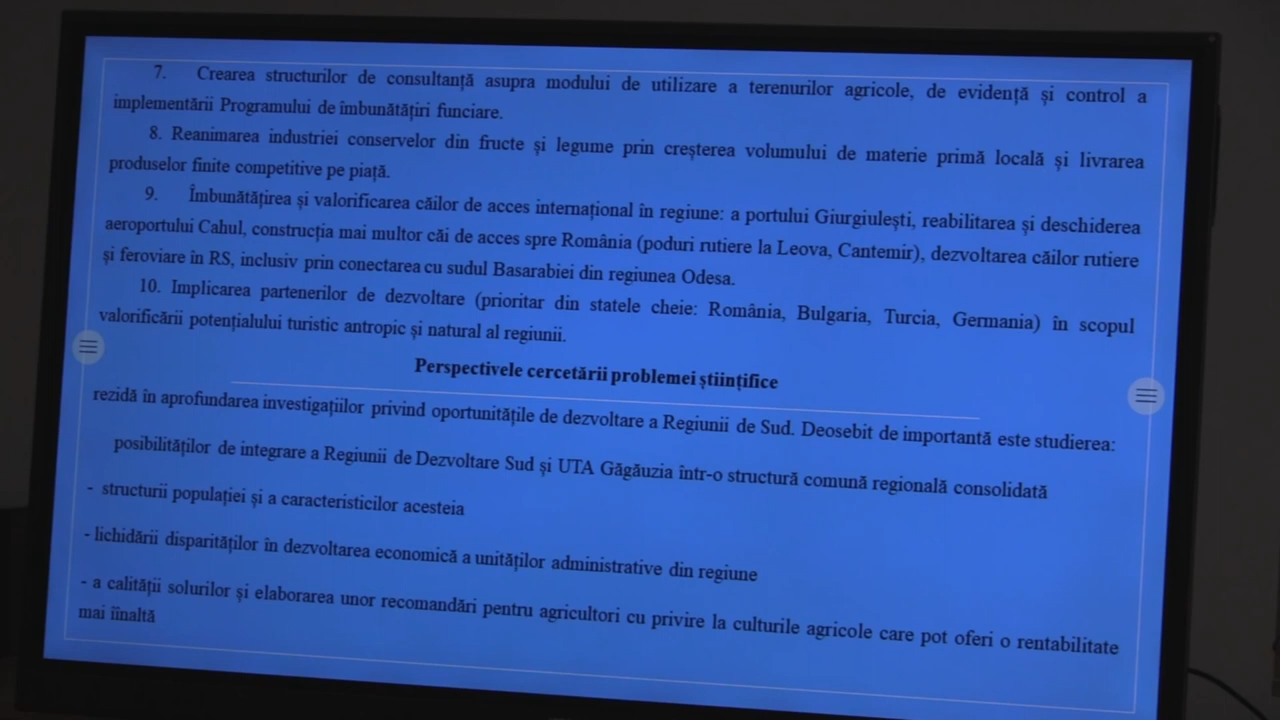 7. Crearea structurilor de consultanță asupra modului de utilizare a terenurilor agricole, de evidență și control a
implementării Programului de îmbunătățiri funciare.
8. Reanimarea industriei conservelor din fructe și legume prin creșterea volumului de materie primă locală și livrarea
produselor finite competitive pe piață.
9. Îmbunătățirea și valorificarea căilor de acces internațional în regiune: a portului Giurgiulești, reabilitarea și deschiderea
aeroportului Cahul, construcția mai multor căi de acces spre România (poduri rutiere la Leova, Cantemir), dezvoltarea căilor rutiere
și feroviare în RS, inclusiv prin conectarea cu sudul Basarabiei din regiunea Odesa.
10. Implicarea partenerilor de dezvoltare (prioritar din statele cheie: România, Bulgaria, Turcia, Germania) în scopul
valorificării potențialului turistic antropic și natural al regiunii.
Perspectivele cercetării problemei științifice
rezidă în aprofundarea investigațiilor privind oportunitățile de dezvoltare a Regiunii de Sud. Deosebit de importantă este studierea:
posibilităților de integrare a Regiunii de Dezvoltare Sud și UTA Găgăuzia într-o structură comună regională consolidată
- structurii populației și a caracteristicilor acesteia
- lichidării disparităților în dezvoltarea economică a unităților administrative din regiune
- a calității solurilor și elaborarea unor recomandări pentru agricultori cu privire la culturile agricole care pot oferi o rentabilitate
mai iînaltă